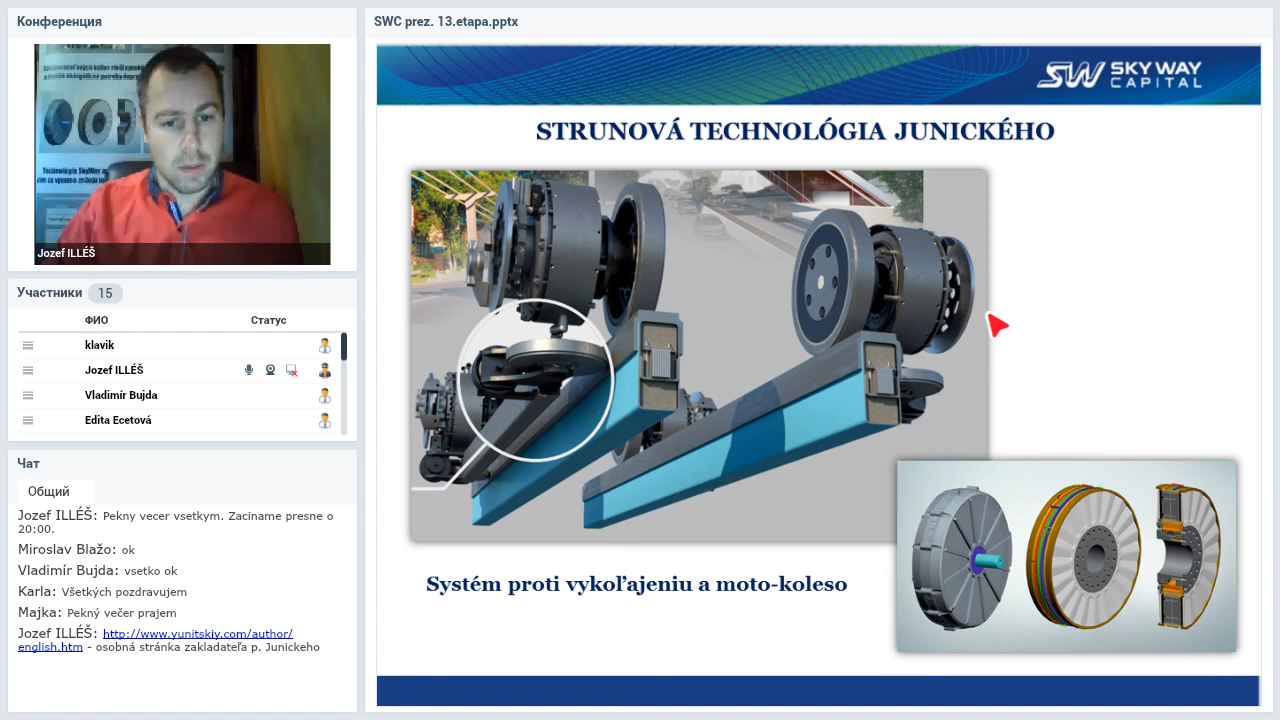 Конференция
Jozef ILLÉŠ
Участники 15
ФИО Статус
klavik
Jozef ILLÉŠ
Vladimír Bujda
Edita Ecetová
Чат
Общий
Jozef ILLÉŠ: Pekny vecer vsetkym. Zaciname presne o
20:00.
Miroslav Blažo: ok
Vladimír Bujda: vsetko ok
Karla: Všetkých pozdravujem
Majka: Pekný večer prajem
Jozef ILLÉŠ: http://www.yunitskiy.com/author/
english.htm - osobná stránka zakladateľa p. Junickeho
SWC prez. 13.etapa.pptx
SW SKY WAY
CAPITAL
STRUNOVÁ TECHNOLÓGIA JUNICKÉHO
Systém proti vykoľajeniu a moto-koleso